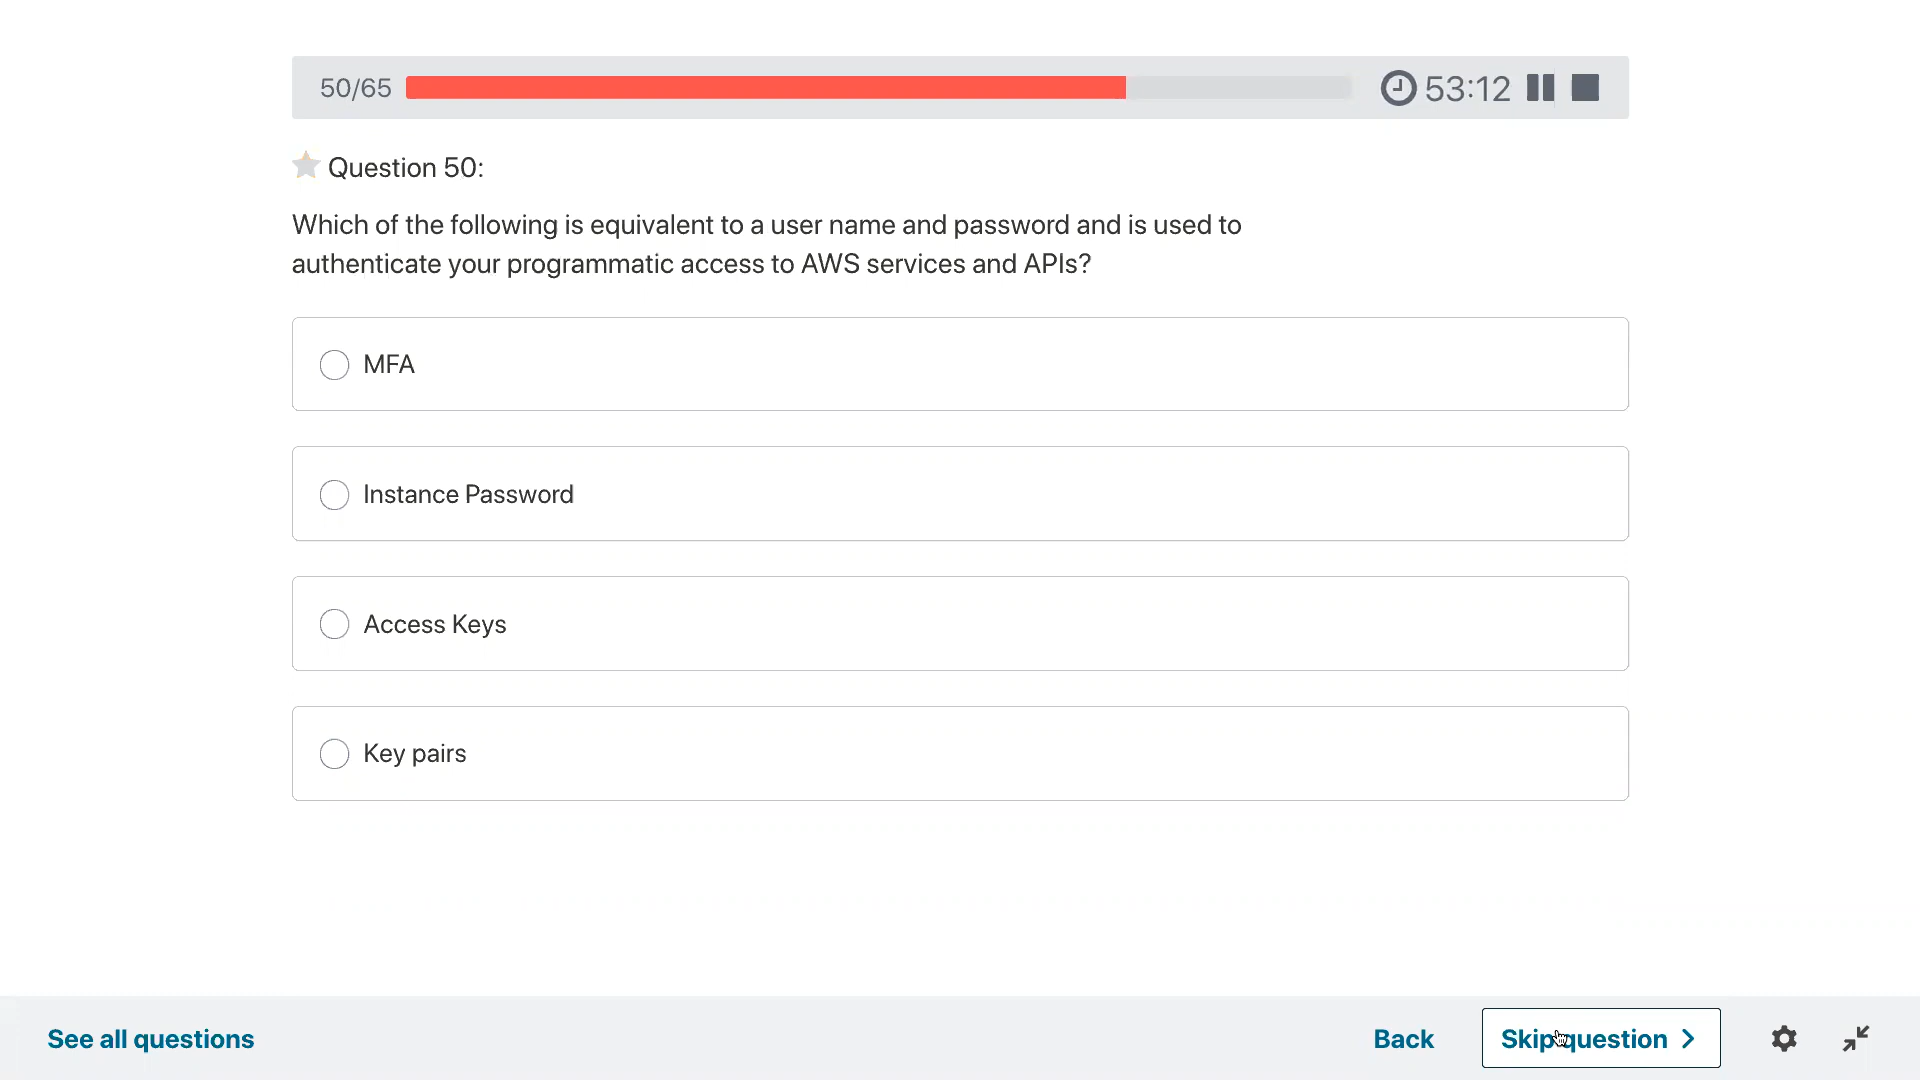 50/65
53:12
Question 50:
Which of the following is equivalent to a user name and password and is used to
authenticate your programmatic access to AWS services and APIs?
MFA
Instance Password
Access Keys
Key pairs
See all questions
Back
Skip question